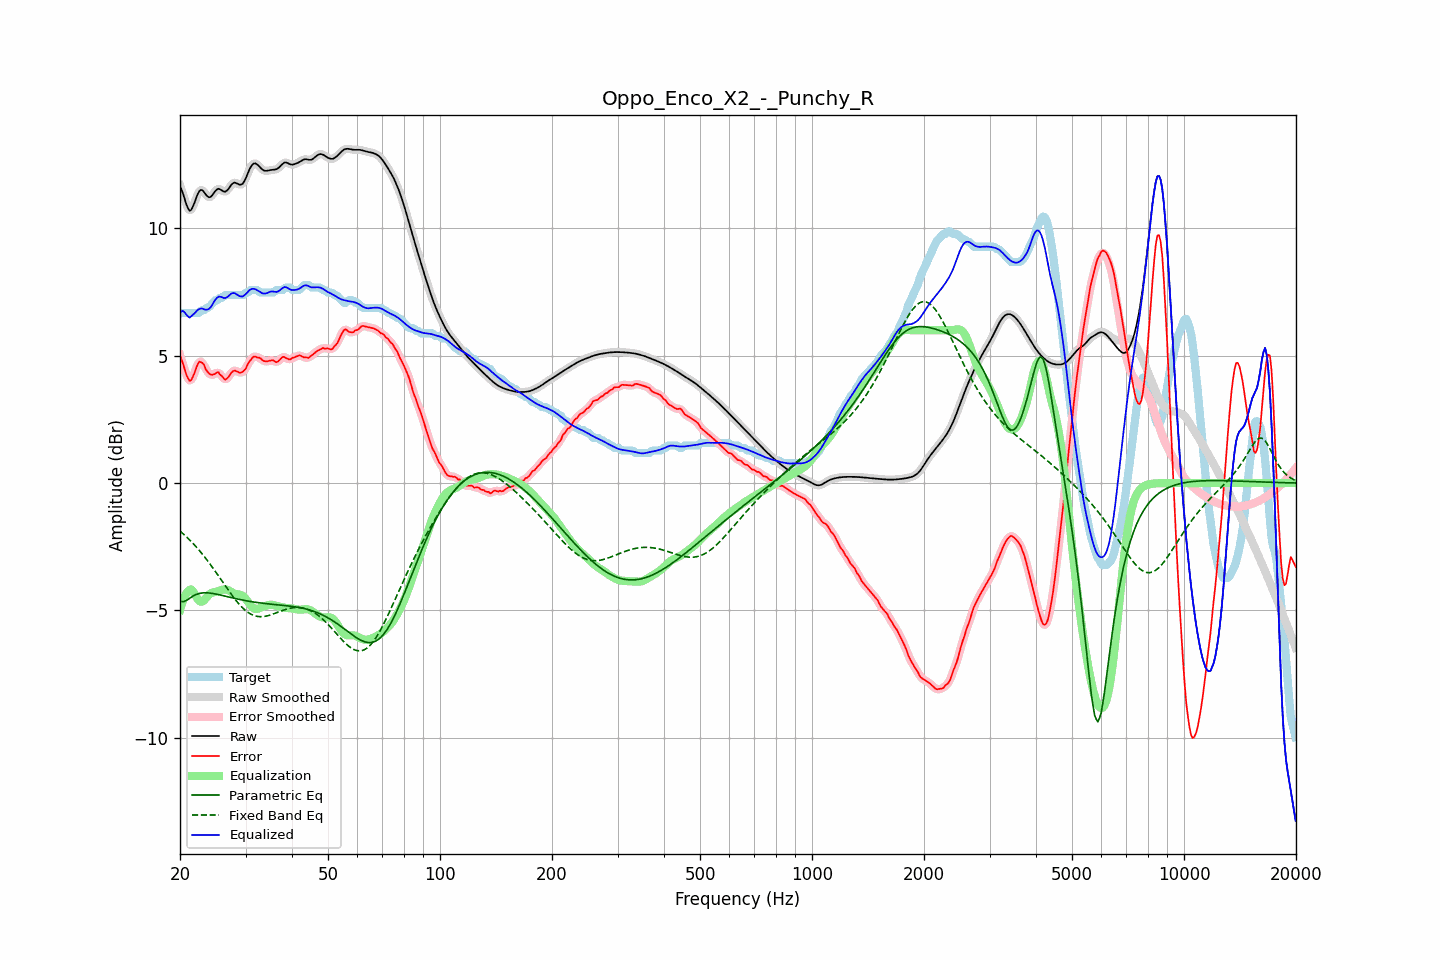 Oppo_Enco_X2_-_Punchy_R
Amplitude (dBr)
10
5
0
−5
−10
Target
Raw Smoothed
Error Smoothed
Raw
Error
Equalization
Parametric Eq
Fixed Band Eq
Equalized
20 50 100 200 500 1000 2000 5000 10000 20000
Frequency (Hz)